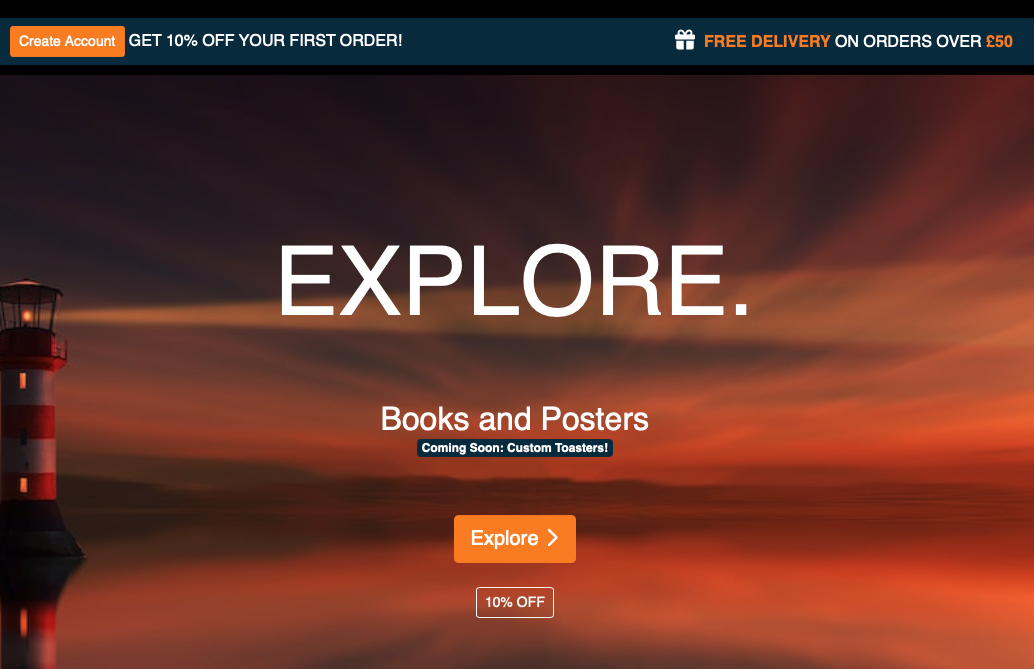 Create Account GET 10% OFF YOUR FIRST ORDER!
FREE DELIVERY ON ORDERS OVER £50
EXPLORE.
Books and Posters
Coming Soon: Custom Toasters!
Explore
10% OFF